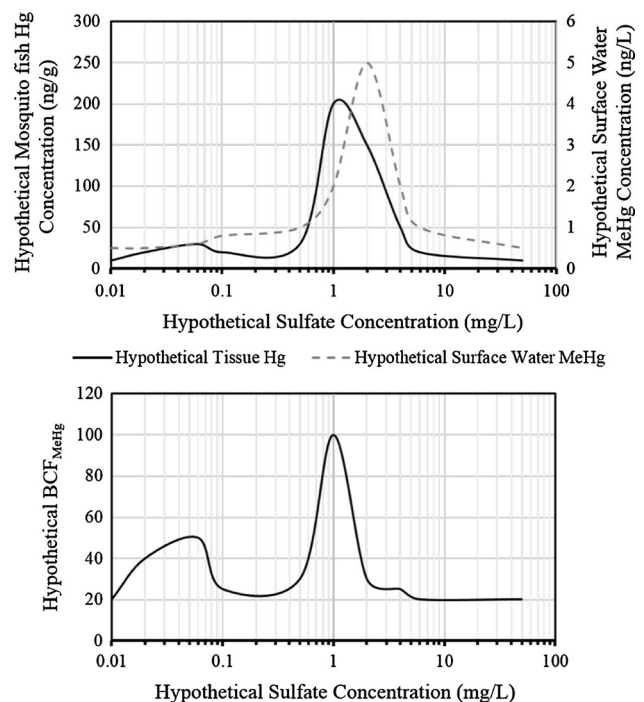 Hypothetical Mosquito fish Hg
Concentration (ng/g)
300
250
200
150
100
50
0
6
5
4
3
2
1
0
Hypothetical Surface Water
MeHg Concentration (ng/L)
0.01 0.1 1 10 100
Hypothetical Sulfate Concentration (mg/L)
Hypothetical Tissue Hg Hypothetical Surface Water MeHg
Hypothetical BCFMeHg
120
100
80
60
40
20
0
0.01 0.1 1 10 100
Hypothetical Sulfate Concentration (mg/L)